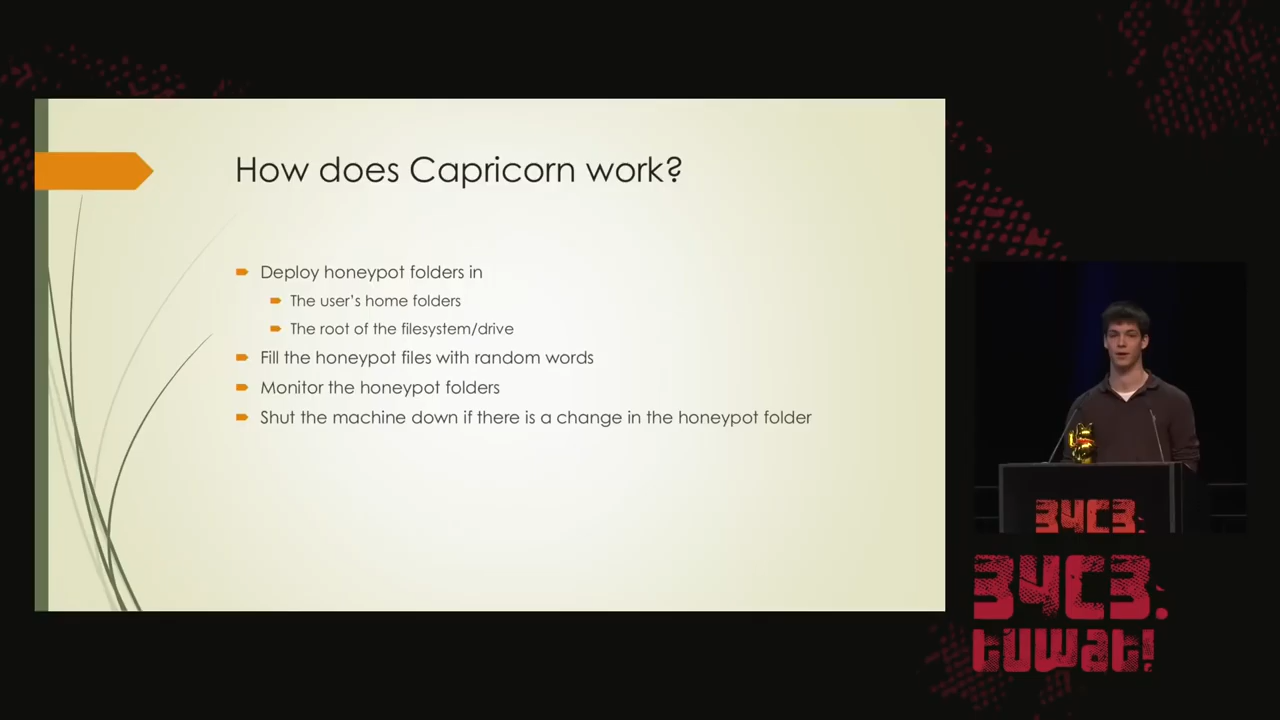 How does Capricorn work?
Deploy honeypot folders in
The user's home folders
The root of the filesystem/drive
Fill the honeypot files with random words
Monitor the honeypot folders
Shut the machine down if there is a change in the honeypot folder
34C3.
34C3.
tuwat!